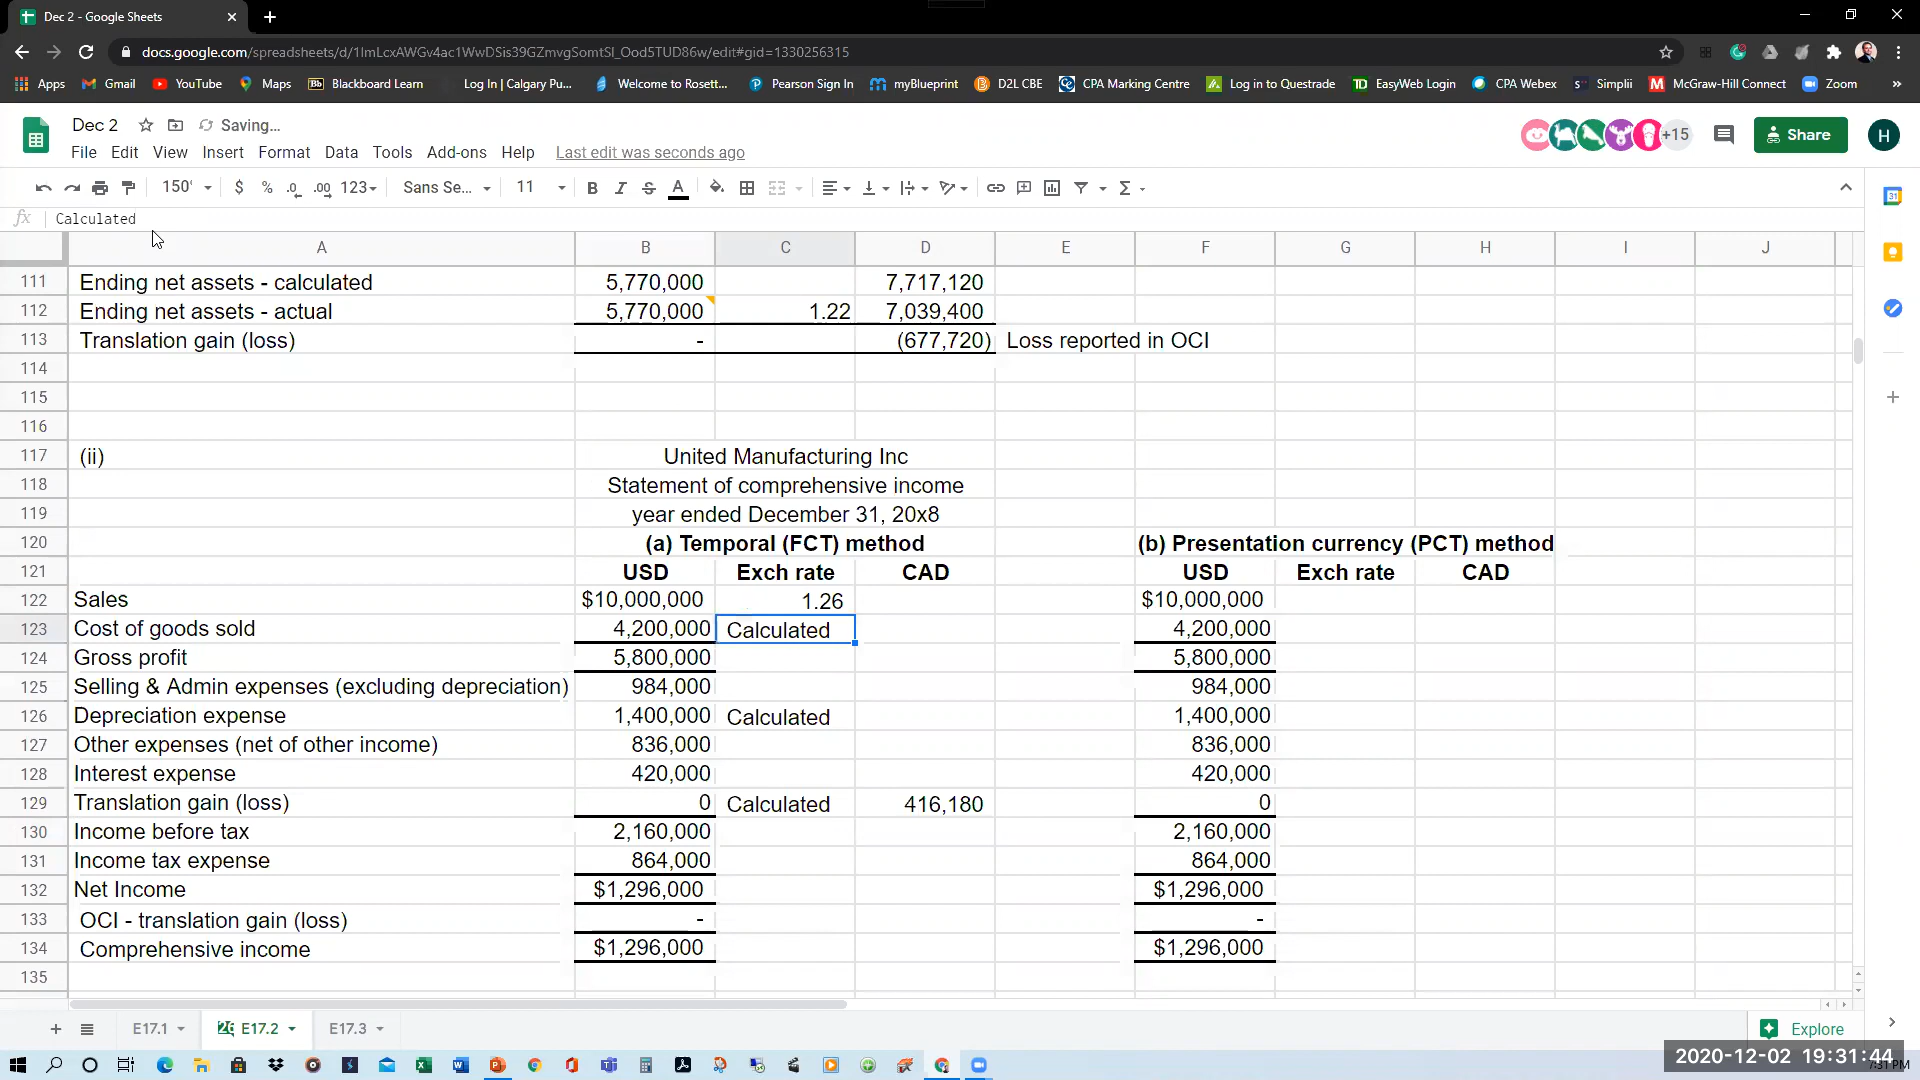 Dec 2 - Google Sheets
docs.google.com/spreadsheets/d/1ImLcxAWGv4ac1WwDSis39GZmvgSomtSI_Ood5TUD86w/edit#gid=1330256315
Apps Gmail YouTube Maps Bb Blackboard Learn Log In | Calgary Pu... Welcome to Rosett... Pearson Sign In myBlueprint D2L CBE CPA Marking Centre Log in to Questrade TD EasyWeb Login CPA Webex Simplii McGraw-Hill Connect Zoom »
Dec 2 Saving... +15 Share H
File Edit View Insert Format Data Tools Add-ons Help Last edit was seconds ago
150% $ % .0 .00 123 Sans Se... 11 B I S A Σ
fx Calculated
A B C D E F G H I J
111 Ending net assets - calculated 5,770,000 7,717,120
112 Ending net assets - actual 5,770,000 1.22 7,039,400
113 Translation gain (loss) - (677,720) Loss reported in OCI
114
115
116
117 (ii) United Manufacturing Inc
118 Statement of comprehensive income
119 year ended December 31, 20x8
120 (a) Temporal (FCT) method (b) Presentation currency (PCT) method
121 USD Exch rate CAD USD Exch rate CAD
122 Sales $10,000,000 1.26 $10,000,000
123 Cost of goods sold 4,200,000 Calculated 4,200,000
124 Gross profit 5,800,000 5,800,000
125 Selling & Admin expenses (excluding depreciation) 984,000 984,000
126 Depreciation expense 1,400,000 Calculated 1,400,000
127 Other expenses (net of other income) 836,000 836,000
128 Interest expense 420,000 420,000
129 Translation gain (loss) 0 Calculated 416,180 0
130 Income before tax 2,160,000 2,160,000
131 Income tax expense 864,000 864,000
132 Net Income $1,296,000 $1,296,000
133 OCI - translation gain (loss) - -
134 Comprehensive income $1,296,000 $1,296,000
135
+ E17.1 E17.2 E17.3 Explore
2020-12-02 19:31:44